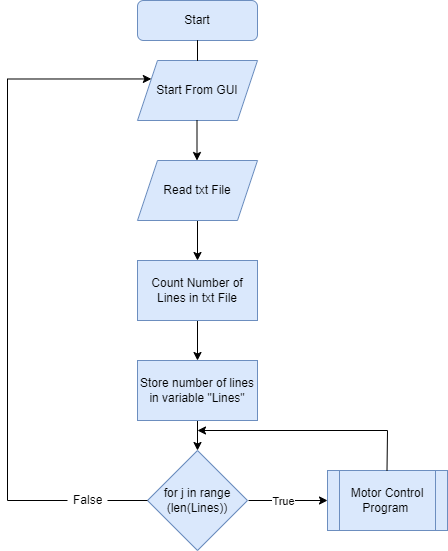 Start
Start From GUI
Read txt File
Count Number of
Lines in txt File
Store number of lines
in variable "Lines"
for j in range
(len(Lines))
False
True
Motor Control
Program